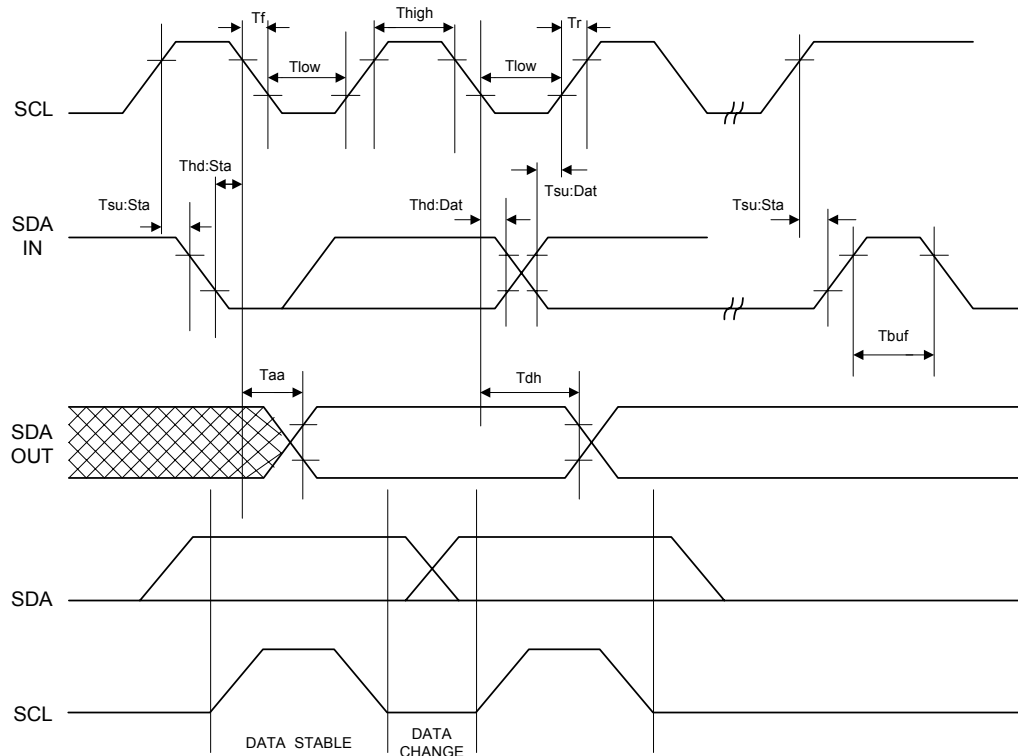 Tf
Thigh
Tr
Tlow
Tlow
SCL
Thd:Sta
Tsu:Sta
Thd:Dat
Tsu:Dat
Tsu:Sta
SDA
IN
Tbuf
Taa
Tdh
SDA
OUT
SDA
SCL
DATA STABLE
DATA
CHANGE